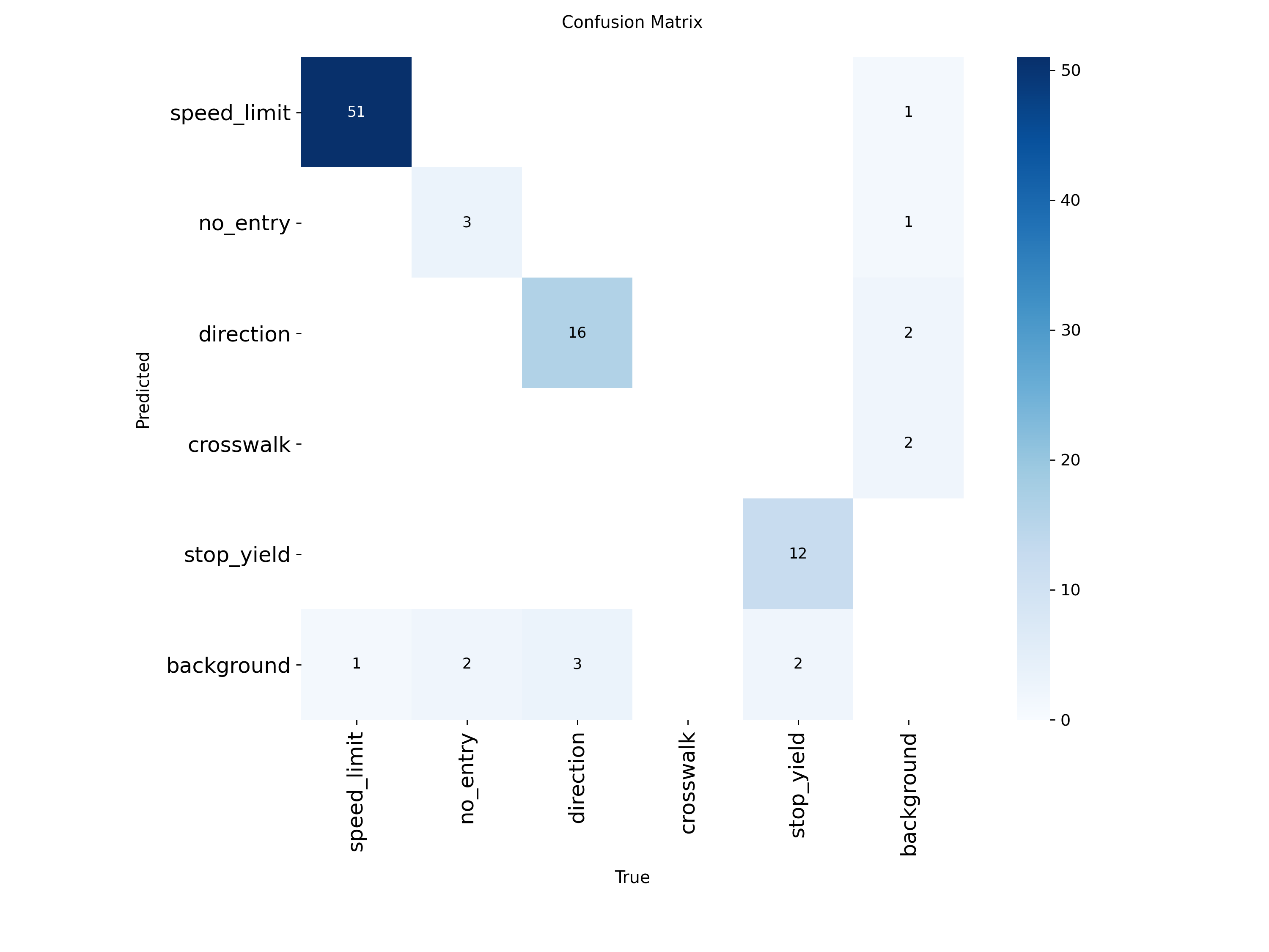 Confusion Matrix
speed_limit 51 1
no_entry 3 1
direction 16 2
crosswalk 2
stop_yield 12
background 1 2 3 2
speed_limit no_entry direction crosswalk stop_yield background
Predicted
True
50
40
30
20
10
0